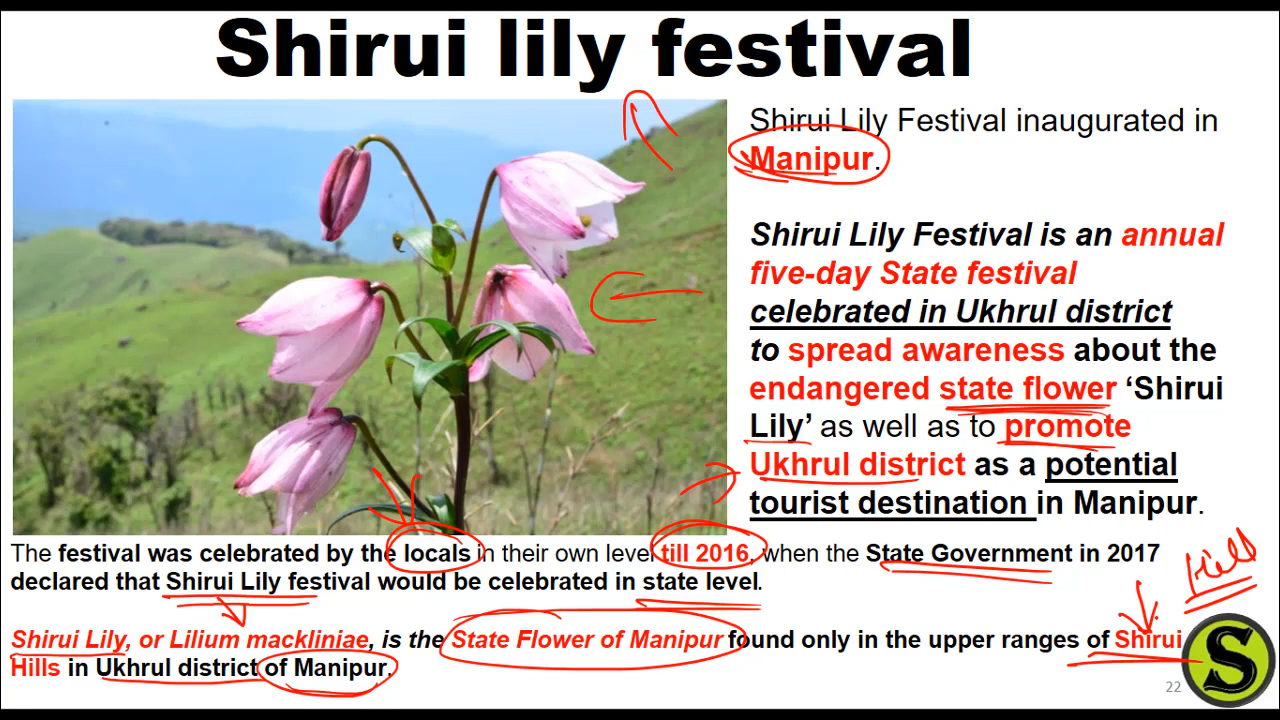 Shirui lily festival
Shirui Lily Festival inaugurated in
Manipur.
Shirui Lily Festival is an annual
five-day State festival
celebrated in Ukhrul district
to spread awareness about the
endangered state flower ‘Shirui
Lily’ as well as to promote
Ukhrul district as a potential
tourist destination in Manipur.
The festival was celebrated by the locals in their own level till 2016, when the State Government in 2017
declared that Shirui Lily festival would be celebrated in state level.
Hills
Shirui Lily, or Lilium mackliniae, is the State Flower of Manipur found only in the upper ranges of Shirui
Hills in Ukhrul district of Manipur.
S
22